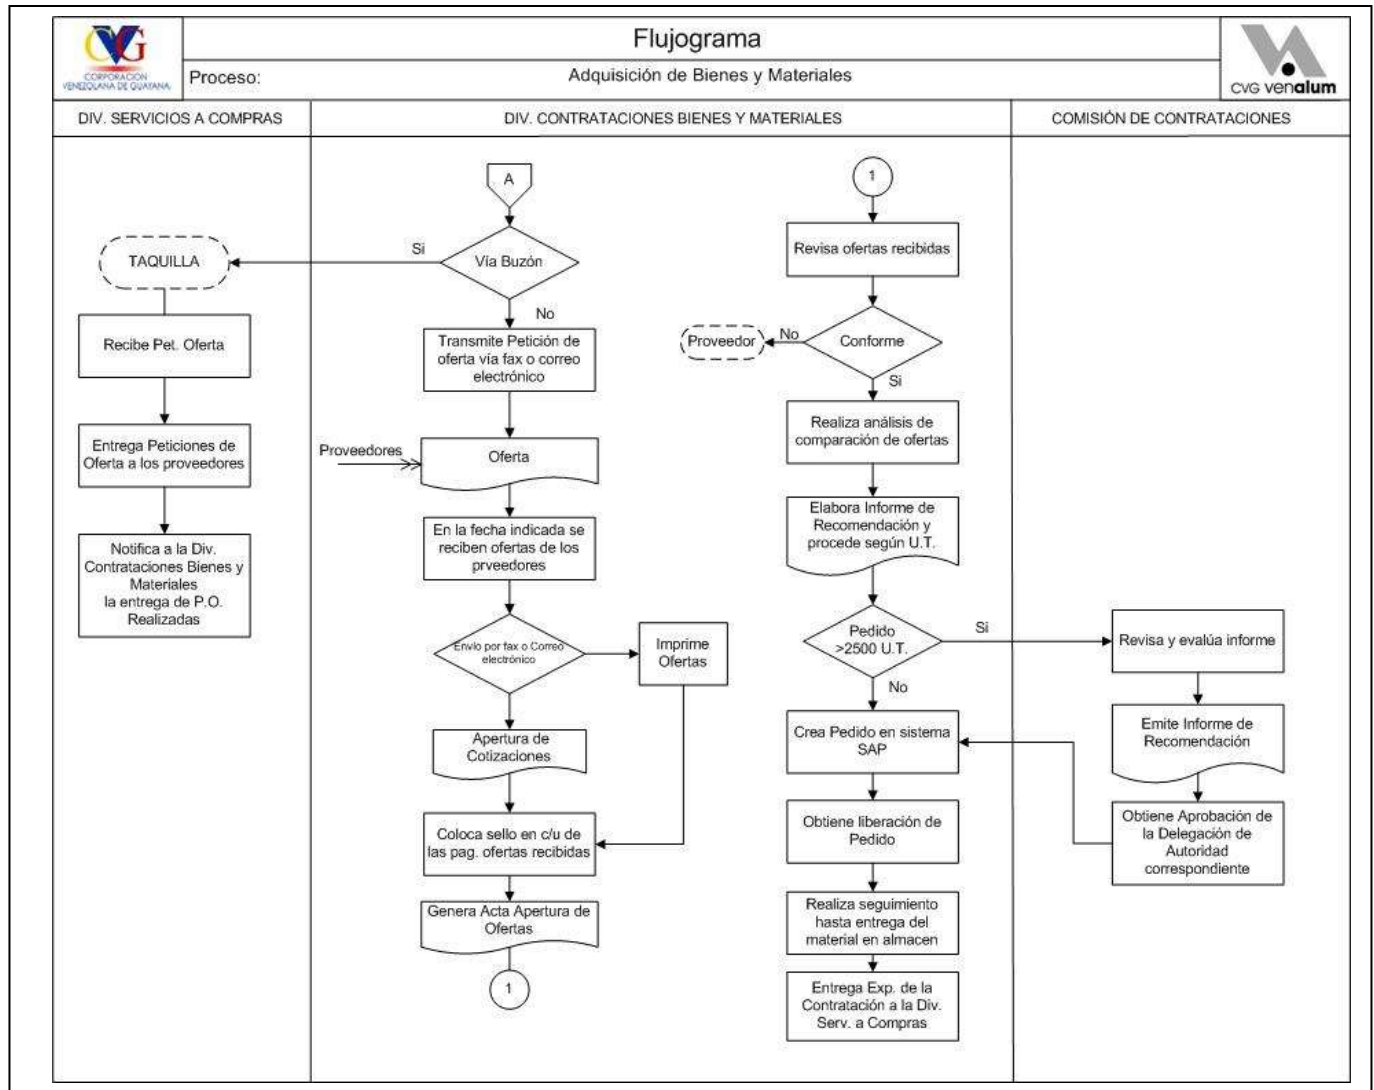 CVG
CORPORACIÓN
VENEZOLANA DE GUAYANA
Flujograma
Proceso:
Adquisición de Bienes y Materiales
CVG venalum
DIV. SERVICIOS A COMPRAS
DIV. CONTRATACIONES BIENES Y MATERIALES
COMISIÓN DE CONTRATACIONES
TAQUILLA
Recibe Pet. Oferta
Entrega Peticiones de
Oferta a los proveedores
Notifica a la Div.
Contrataciones Bienes y
Materiales
la entrega de P.O.
Realizadas
A
Si
Vía Buzón
No
Transmite Petición de
oferta vía fax o correo
electrónico
Proveedores
Oferta
En la fecha indicada se
reciben ofertas de los
prveedores
Envío por fax o Correo
electrónico
Imprime
Ofertas
Apertura de
Cotizaciones
Coloca sello en c/u de
las pag. ofertas recibidas
Genera Acta Apertura de
Ofertas
1
1
Revisa ofertas recibidas
Proveedor
No
Conforme
Si
Realiza análisis de
comparación de ofertas
Elabora Informe de
Recomendación y
procede según U.T.
Pedido
>2500 U.T.
Si
No
Crea Pedido en sistema
SAP
Obtiene liberación de
Pedido
Realiza seguimiento
hasta entrega del
material en almacen
Entrega Exp. de la
Contratación a la Div.
Serv. a Compras
Revisa y evalúa informe
Emite Informe de
Recomendación
Obtiene Aprobación de
la Delegación de
Autoridad
correspondiente